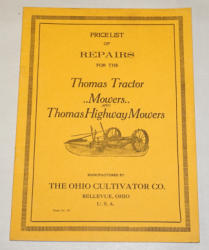 PRICE LIST
OF
REPAIRS
FOR THE
Thomas Tractor
..Mowers..
AND
Thomas Highway Mowers
MANUFACTURED BY
THE OHIO CULTIVATOR CO.
BELLEVUE, OHIO
U. S. A.